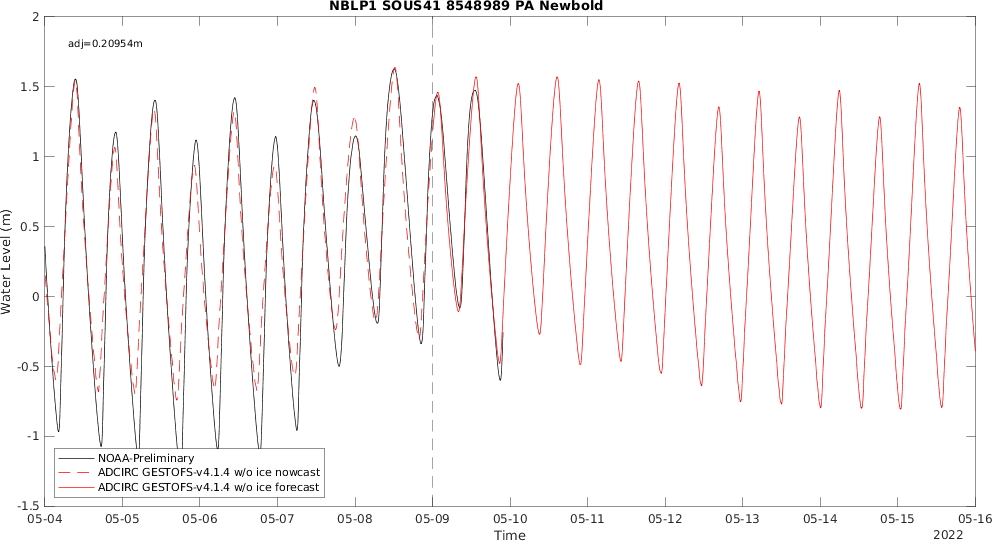 NBLP1 SOUS41 8548989 PA Newbold
adj=0.20954m
2
1.5
1
0.5
0
-0.5
-1
-1.5
Water Level (m)
NOAA-Preliminary
ADCIRC GESTOFS-v4.1.4 w/o ice nowcast
ADCIRC GESTOFS-v4.1.4 w/o ice forecast
05-04 05-05 05-06 05-07 05-08 05-09 05-10 05-11 05-12 05-13 05-14 05-15 05-16
Time
2022